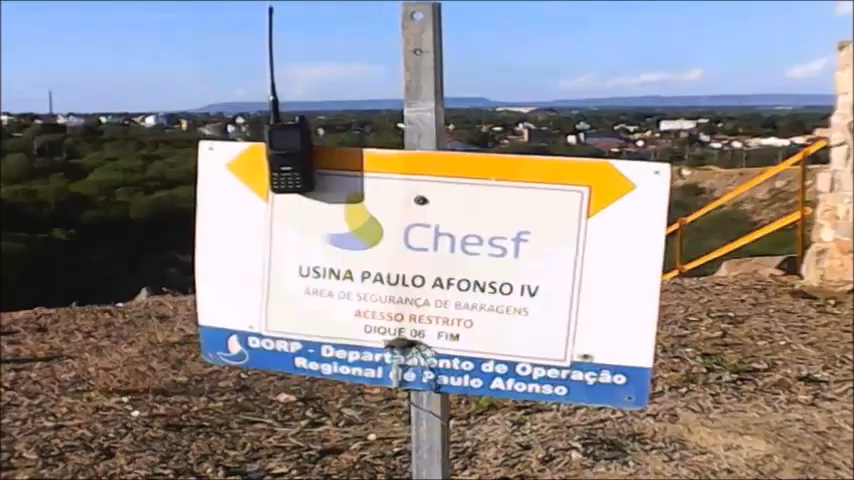 Chesf
USINA PAULO AFONSO IV
ÁREA DE SEGURANÇA DE BARRAGENS
ACESSO RESTRITO
DIQUE 06 - FIM
DORP - Departamento de Operação
Regional de Paulo Afonso